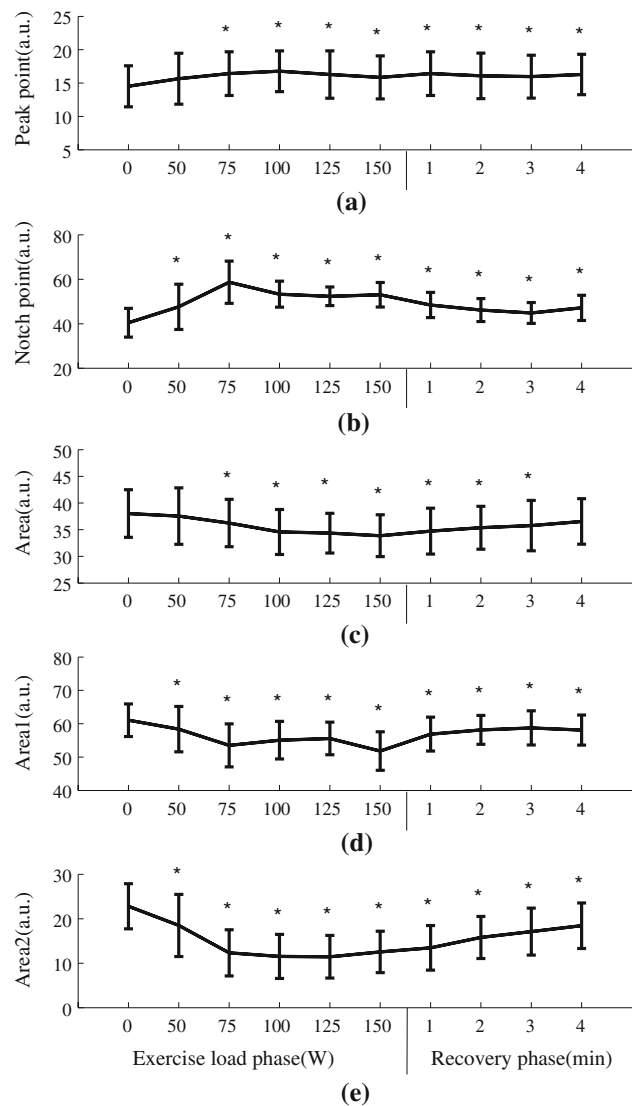 Peak point(a.u.)
25
20
15
10
5
* * * * * * * *
0 50 75 100 125 150 1 2 3 4
(a)
Notch point(a.u.)
80
60
40
20
* * * * * * * * *
0 50 75 100 125 150 1 2 3 4
(b)
Area(a.u.)
50
45
40
35
30
25
* * * * * * *
0 50 75 100 125 150 1 2 3 4
(c)
Area1(a.u.)
80
70
60
50
40
* * * * * * * * *
0 50 75 100 125 150 1 2 3 4
(d)
Area2(a.u.)
30
20
10
0
* * * * * * * * *
0 50 75 100 125 150 1 2 3 4
Exercise load phase(W) Recovery phase(min)
(e)